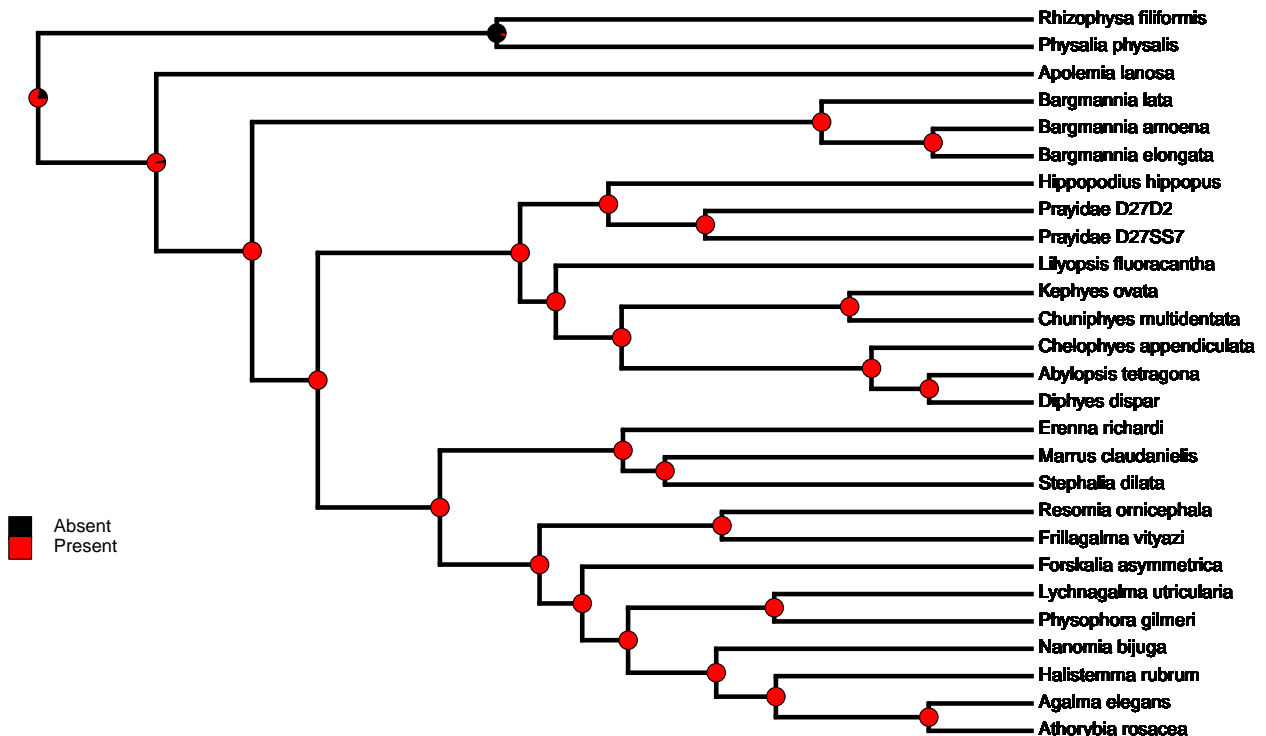 Rhizophysa filiformis
Physalia physalis
Apolemia lanosa
Bargmannia lata
Bargmannia amoena
Bargmannia elongata
Hippopodius hippopus
Prayidae D27D2
Prayidae D27SS7
Lilyopsis fluoracantha
Kephyes ovata
Chuniphyes multidentata
Chelophyes appendiculata
Abylopsis tetragona
Diphyes dispar
Erenna richardi
Marrus claudanielis
Stephalia dilata
Resomia ornicephala
Absent
Present
Frillagalma vityazi
Forskalia asymmetrica
Lychnagalma utricularia
Physophora gilmeri
Nanomia bijuga
Halistemma rubrum
Agalma elegans
Athorybia rosacea